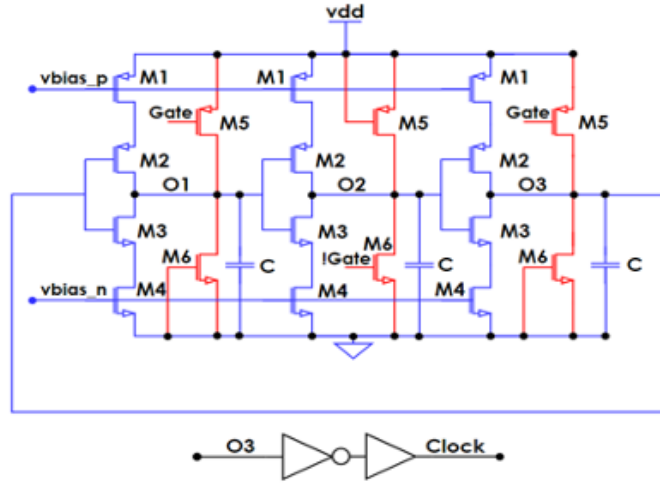 vdd
vbias_p M1 M1 M1
Gate M5 M5 Gate M5
M2 M2 M2
O1 O2 O3
M3 M3 M3
M6 C M6 C M6 C
!Gate
vbias_n M4 M4 M4
O3 Clock